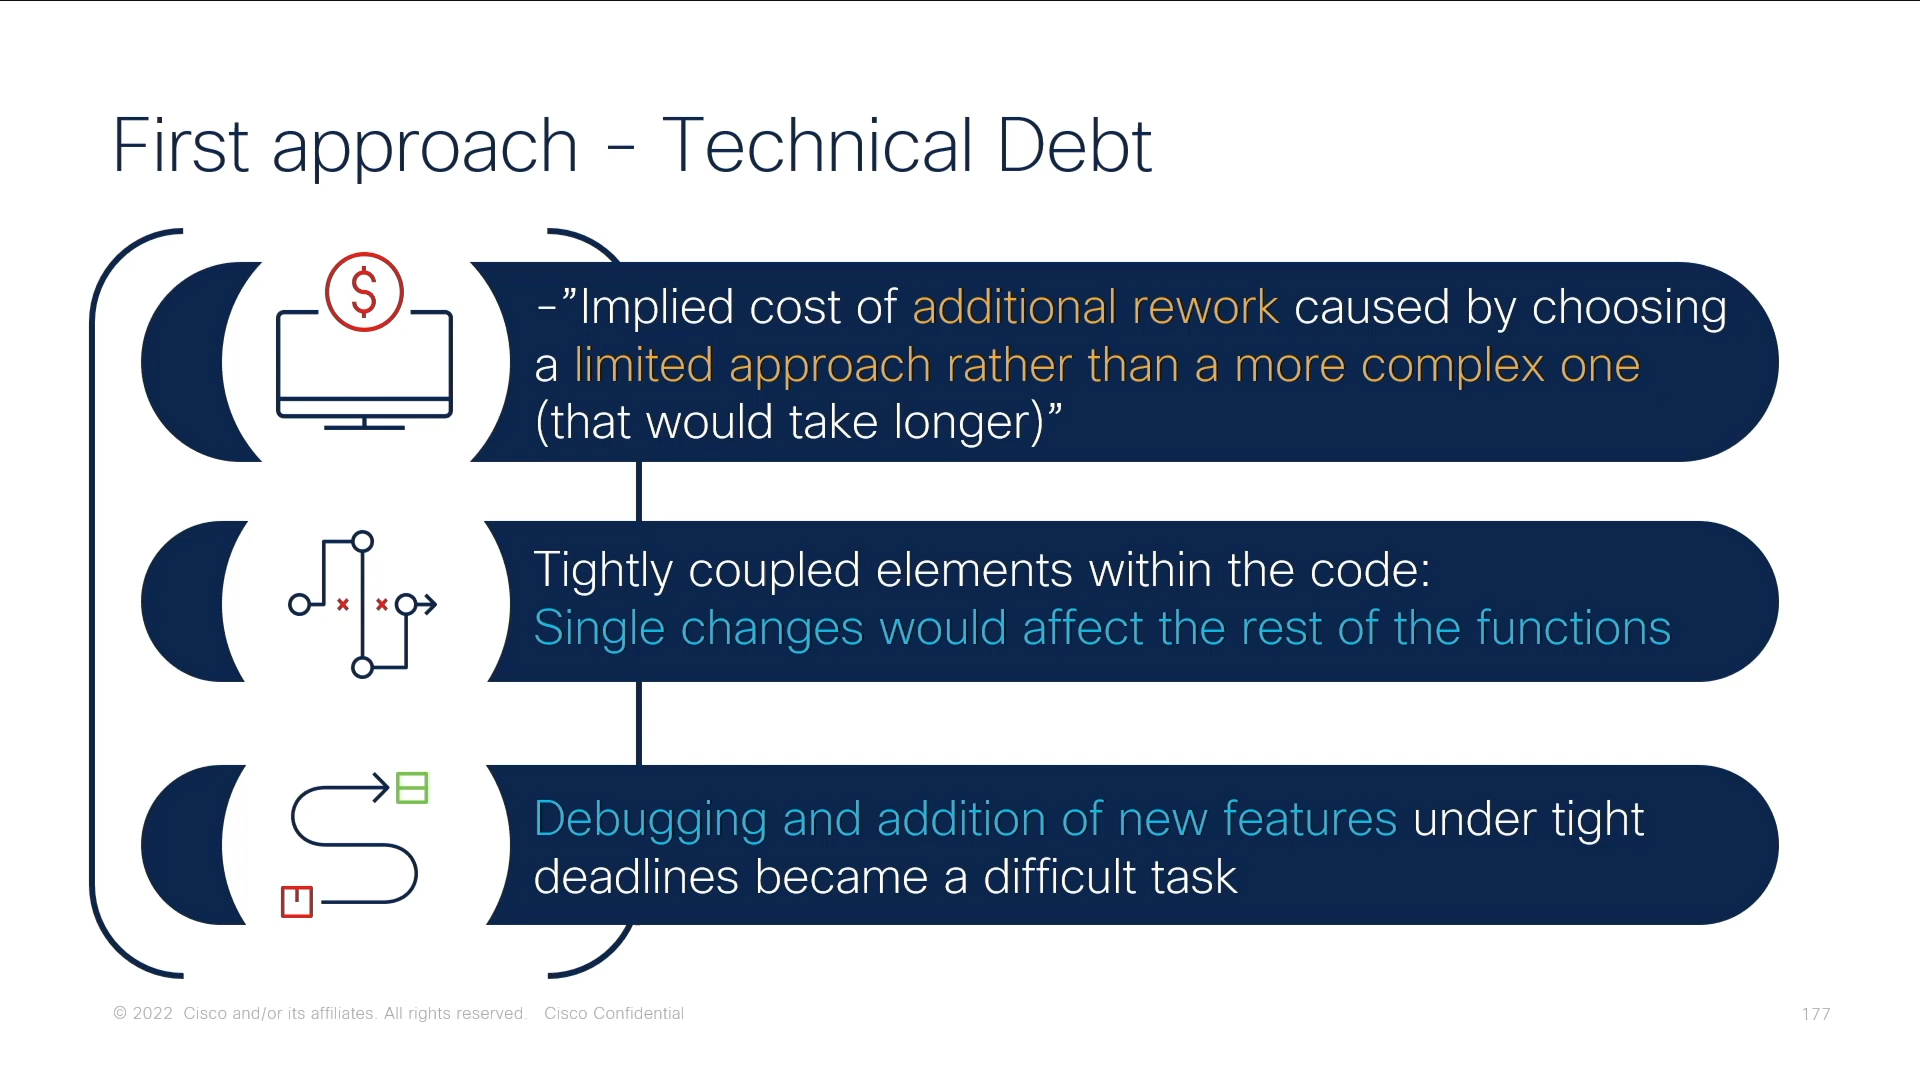 First approach - Technical Debt
$
-”Implied cost of additional rework caused by choosing
a limited approach rather than a more complex one
(that would take longer)”
Tightly coupled elements within the code:
Single changes would affect the rest of the functions
Debugging and addition of new features under tight
deadlines became a difficult task
© 2022 Cisco and/or its affiliates. All rights reserved. Cisco Confidential
177